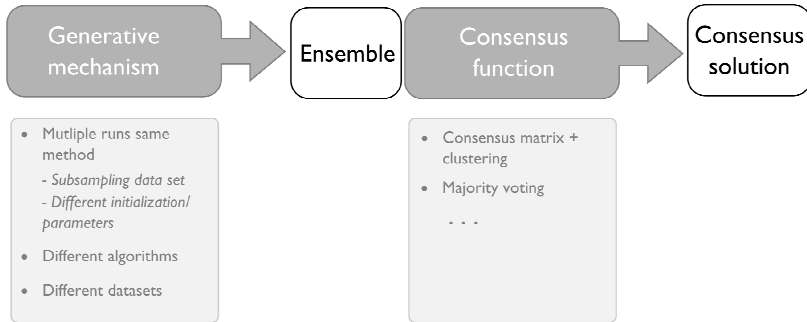 Generative
mechanism
Ensemble
Consensus
function
Consensus
solution
• Mutliple runs same
method
- Subsampling data set
- Different initialization/
parameters
• Different algorithms
• Different datasets
• Consensus matrix +
clustering
• Majority voting
. . .